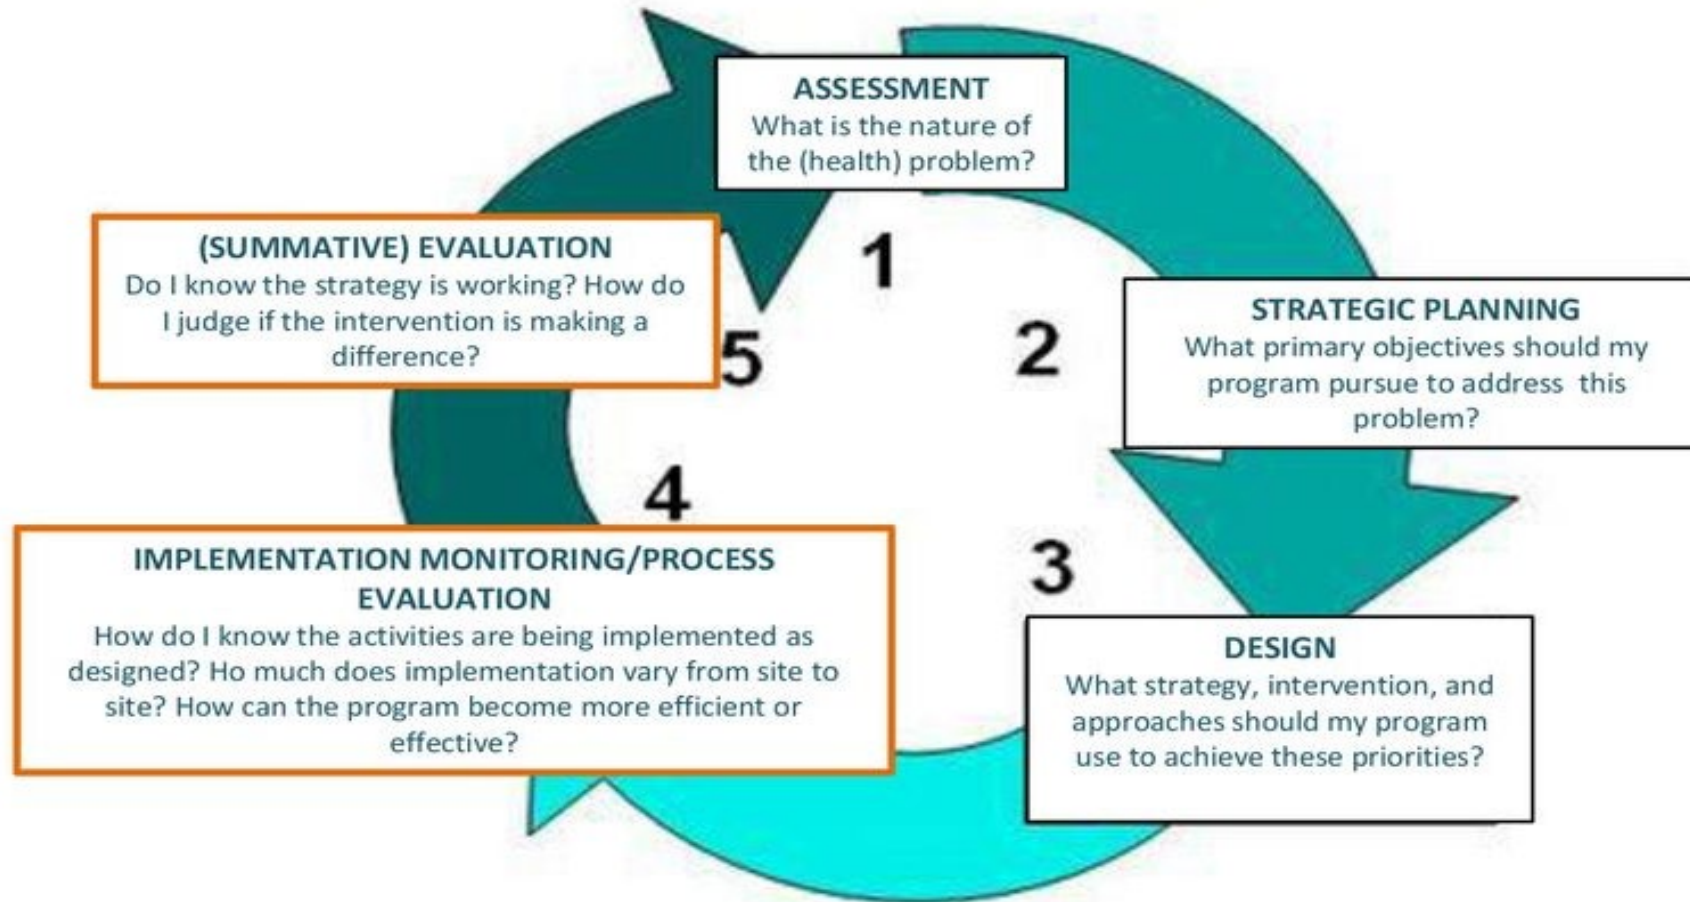 ASSESSMENT
What is the nature of
the (health) problem?
1
2
STRATEGIC PLANNING
What primary objectives should my
program pursue to address this
problem?
3
DESIGN
What strategy, intervention, and
approaches should my program
use to achieve these priorities?
4
IMPLEMENTATION MONITORING/PROCESS
EVALUATION
How do I know the activities are being implemented as
designed? Ho much does implementation vary from site to
site? How can the program become more efficient or
effective?
5
(SUMMATIVE) EVALUATION
Do I know the strategy is working? How do
I judge if the intervention is making a
difference?